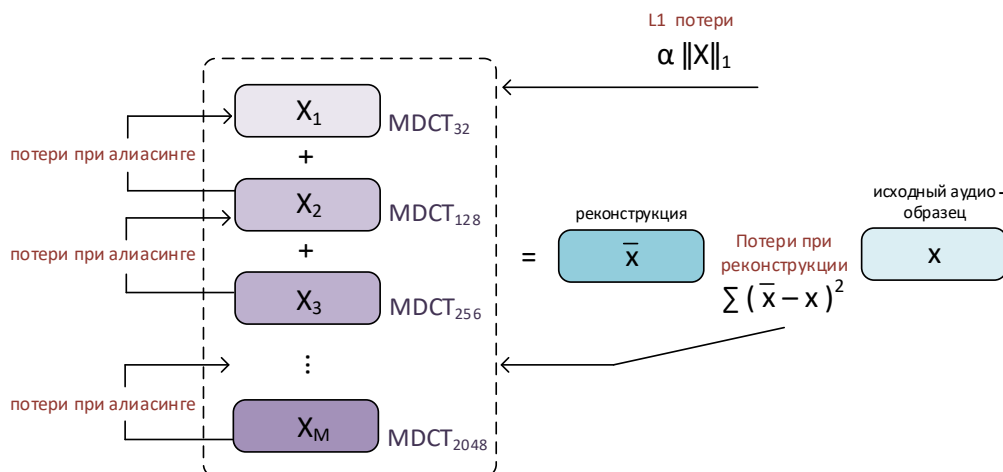 L1 потери
α ‖X‖₁
X₁
MDCT₃₂
потери при алиасинге
+
X₂
MDCT₁₂₈
потери при алиасинге
+
X₃
MDCT₂₅₆
=
реконструкция
x̅
Потери при
реконструкции
∑ ( x̅ – x )²
исходный аудио-
образец
x
⋮
потери при алиасинге
X_M
MDCT₂₀₄₈